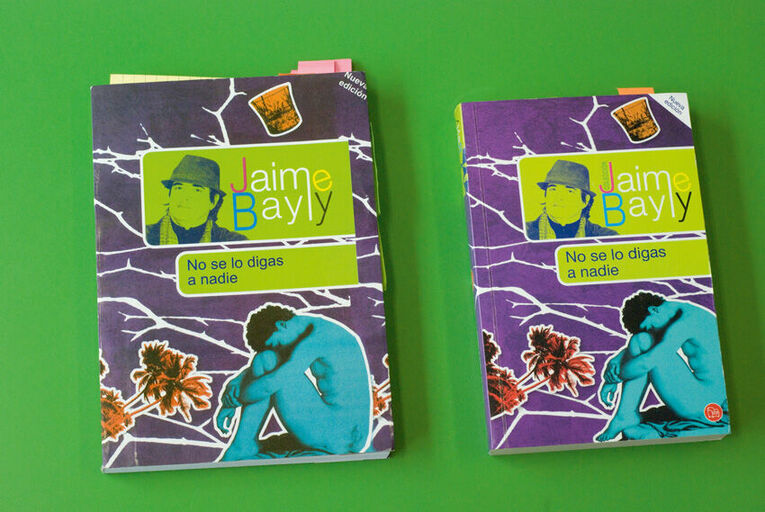 Nueva
edición
Jaime
Bayly
No se lo digas
a nadie
Nueva
edición
Jaime
Bayly
No se lo digas
a nadie